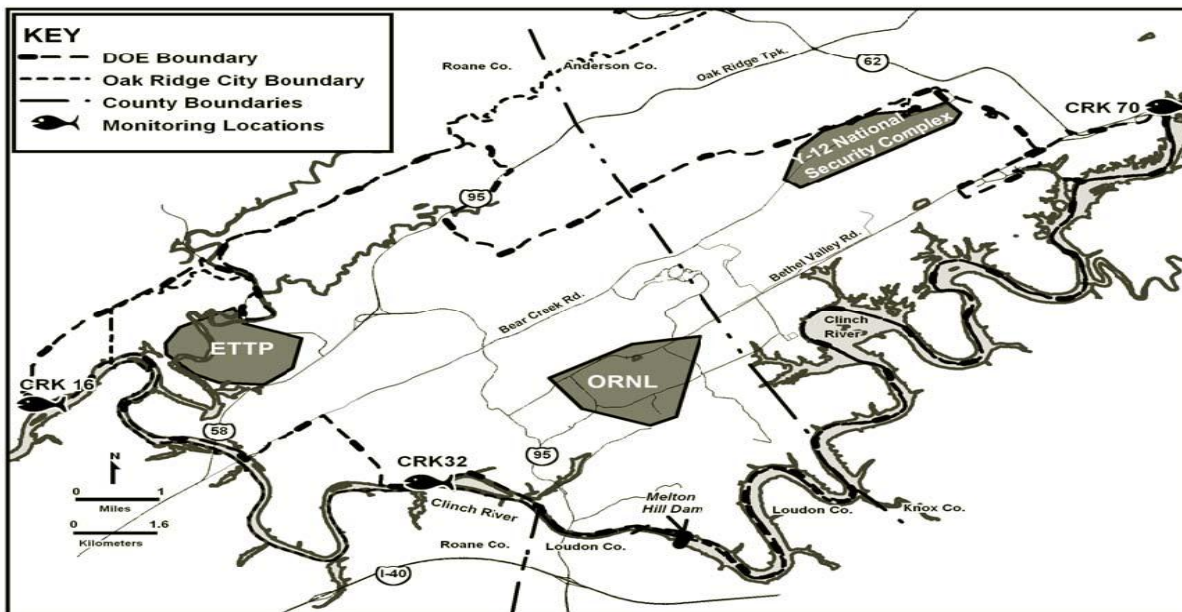 KEY
DOE Boundary
Oak Ridge City Boundary
County Boundaries
Monitoring Locations
Roane Co.
Anderson Co.
Oak Ridge Tpk.
62
CRK 70
Y-12 National
Security Complex
95
Bethel Valley Rd.
Bear Creek Rd.
Clinch
River
ETTP
ORNL
CRK 16
58
95
CRK32
N
0 1
Miles
0 1.6
Kilometers
Clinch River
Melton
Hill Dam
Loudon Co.
Knox Co.
Roane Co.
Loudon Co.
I-40